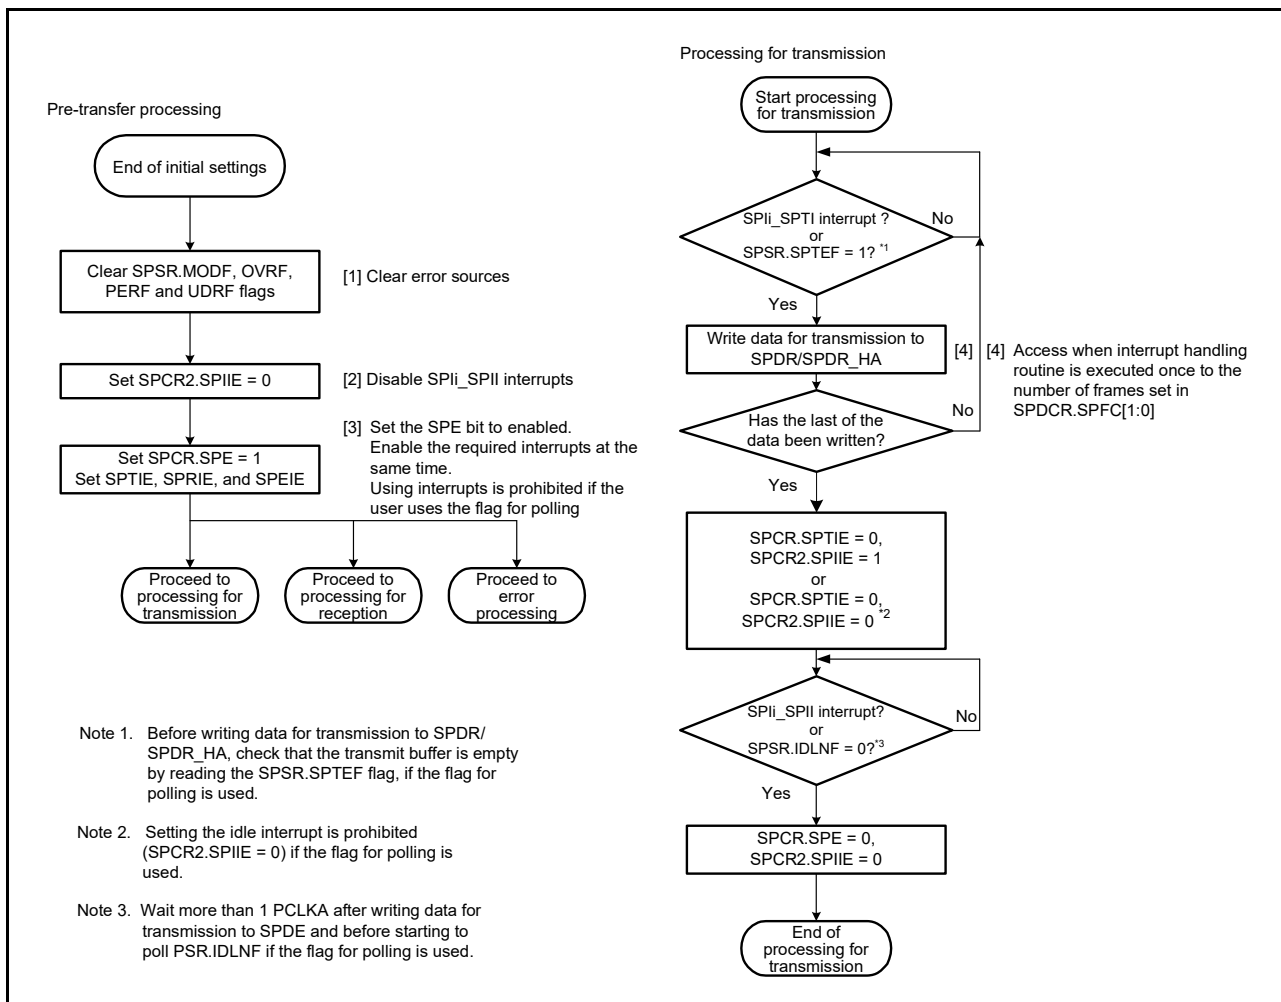 Pre-transfer processing
End of initial settings
Clear SPSR.MODF, OVRF,
PERF and UDRF flags
[1] Clear error sources
Set SPCR2.SPIIE = 0
[2] Disable SPIi_SPII interrupts
Set SPCR.SPE = 1
Set SPTIE, SPRIE, and SPEIE
[3] Set the SPE bit to enabled.
Enable the required interrupts at the
same time.
Using interrupts is prohibited if the
user uses the flag for polling
Proceed to
processing for
transmission
Proceed to
processing for
reception
Proceed to
error
processing
Note 1. Before writing data for transmission to SPDR/
SPDR_HA, check that the transmit buffer is empty
by reading the SPSR.SPTEF flag, if the flag for
polling is used.
Note 2. Setting the idle interrupt is prohibited
(SPCR2.SPIIE = 0) if the flag for polling is
used.
Note 3. Wait more than 1 PCLKA after writing data for
transmission to SPDE and before starting to
poll PSR.IDLNF if the flag for polling is used.
Processing for transmission
Start processing
for transmission
SPIi_SPTI interrupt ?
or
SPSR.SPTEF = 1? *1
No
Yes
Write data for transmission to
SPDR/SPDR_HA
[4]
[4] Access when interrupt handling
routine is executed once to the
number of frames set in
SPDCR.SPFC[1:0]
Has the last of the
data been written?
No
Yes
SPCR.SPTIE = 0,
SPCR2.SPIIE = 1
or
SPCR.SPTIE = 0,
SPCR2.SPIIE = 0 *2
SPIi_SPII interrupt?
or
SPSR.IDLNF = 0?*3
No
Yes
SPCR.SPE = 0,
SPCR2.SPIIE = 0
End of
processing for
transmission